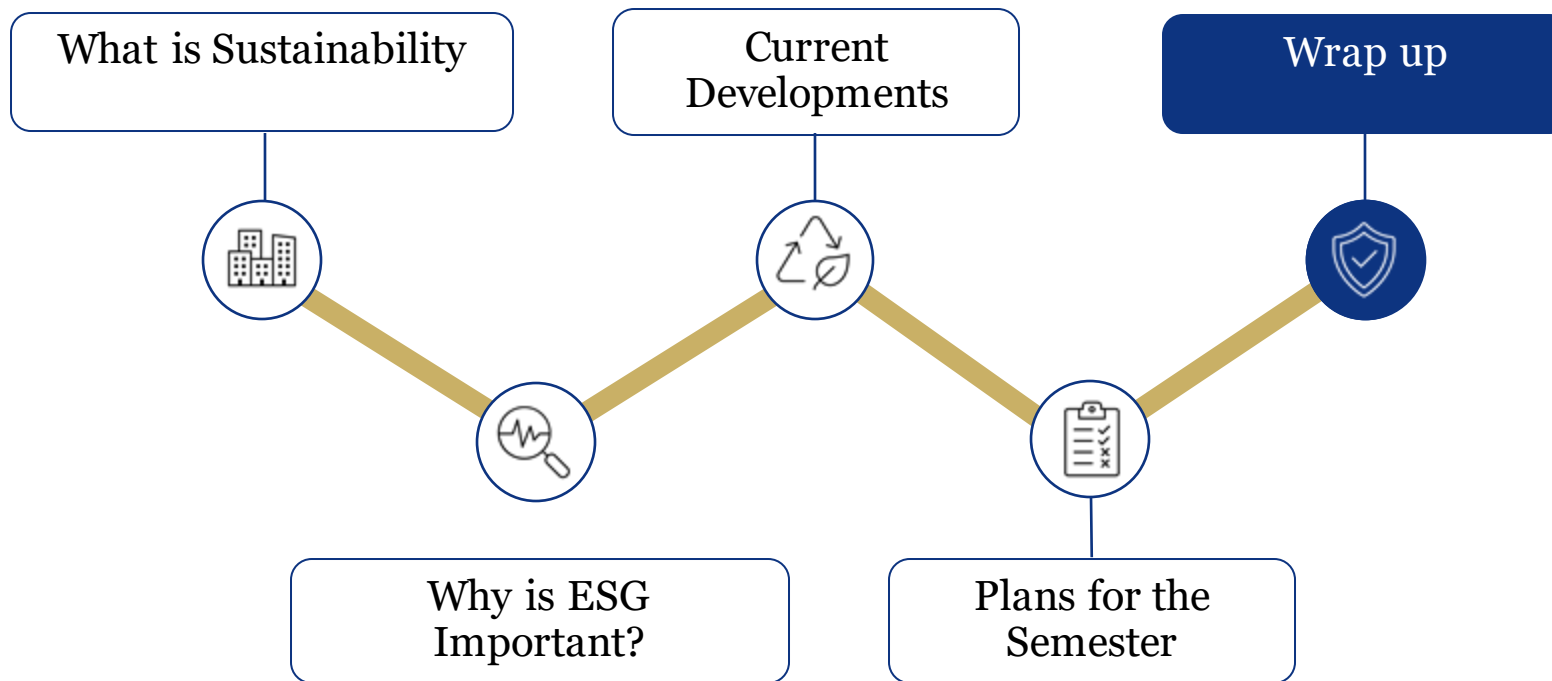 What is Sustainability
Current
Developments
Wrap up
Why is ESG
Important?
Plans for the
Semester